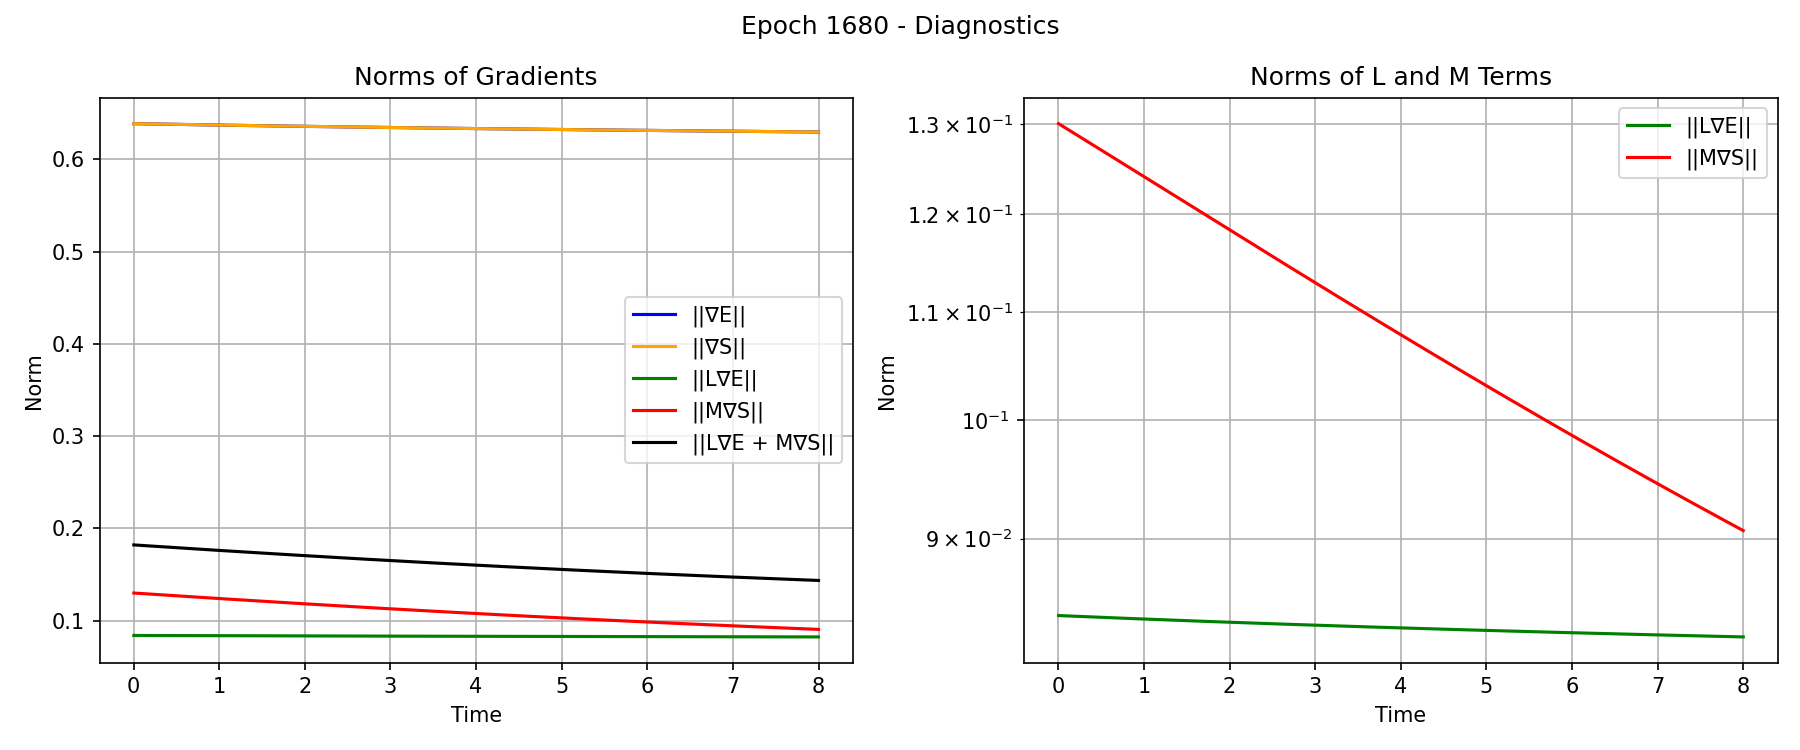 Epoch 1680 - Diagnostics
Norms of Gradients
Norm
0.6
0.5
0.4
0.3
0.2
0.1
||∇E||
||∇S||
||L∇E||
||M∇S||
||L∇E + M∇S||
0 1 2 3 4 5 6 7 8
Time
Norms of L and M Terms
Norm
1.3 × 10⁻¹
1.2 × 10⁻¹
1.1 × 10⁻¹
10⁻¹
9 × 10⁻²
||L∇E||
||M∇S||
0 1 2 3 4 5 6 7 8
Time